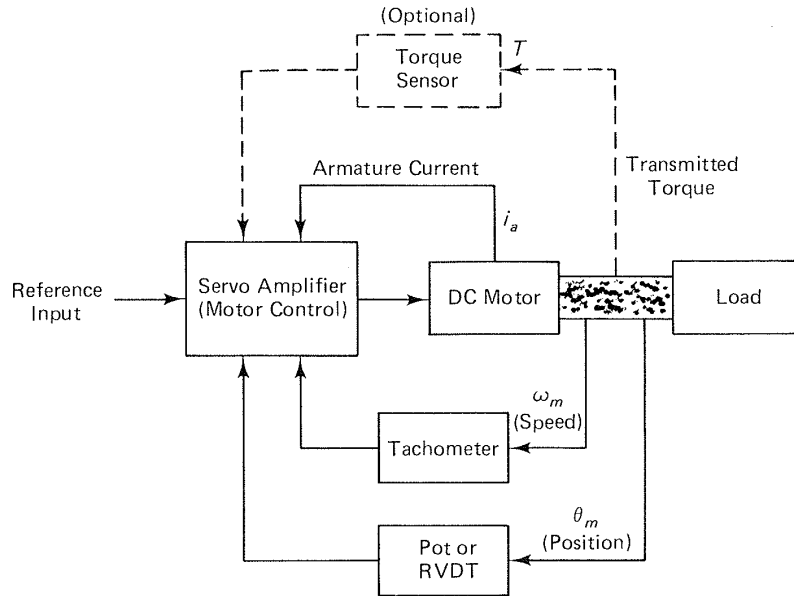 (Optional)
Torque
Sensor
T
Armature Current
Transmitted
Torque
i_a
Reference
Input
Servo Amplifier
(Motor Control)
DC Motor
Load
ω_m
(Speed)
Tachometer
θ_m
(Position)
Pot or
RVDT